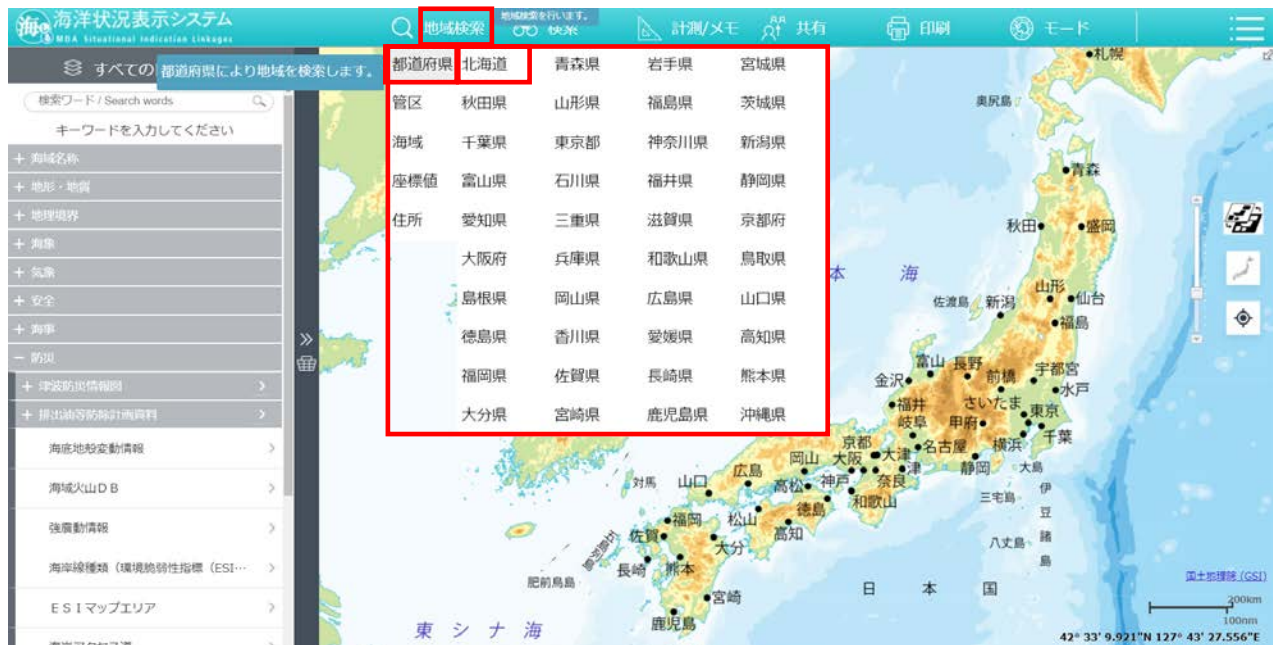 海洋状況表示システム
MDA Situational Indication Linkages
地域検索
地域検索を行います。
検索
計測/メモ
共有
印刷
モード
すべての
都道府県により地域を検索します。
検索ワード / Search words
キーワードを入力してください
+ 海域名称
+ 地形・地質
+ 地理境界
+ 海象
+ 気象
+ 安全
+ 海事
− 防災
+ 津波防災情報図
+ 排出油等防除計画資料
海底地殻変動情報
海域火山DB
強震動情報
海岸線種類（環境脆弱性指標（ESI…
ESIマップエリア
都道府県 北海道 青森県 岩手県 宮城県
管区 秋田県 山形県 福島県 茨城県
海域 千葉県 東京都 神奈川県 新潟県
座標値 富山県 石川県 福井県 静岡県
住所 愛知県 三重県 滋賀県 京都府
大阪府 兵庫県 和歌山県 鳥取県
島根県 岡山県 広島県 山口県
徳島県 香川県 愛媛県 高知県
福岡県 佐賀県 長崎県 熊本県
大分県 宮崎県 鹿児島県 沖縄県
札幌
奥尻島
青森
秋田 盛岡
本 海
山形
佐渡島 新潟 仙台
福島
富山 長野
金沢 前橋 宇都宮
水戸
福井 さいたま 東京
岐阜 甲府
京都 名古屋 横浜 千葉
岡山 大阪 大津
対馬 山口 広島 高松 神戸 奈良 津 静岡 大島
和歌山
三宅島 伊
豆
諸
島
福岡 松山 徳島
佐賀 高知
大分
八丈島
五島列島
長崎 熊本
肥前鳥島
宮崎
日 本 国
鹿児島
東 シ ナ 海
国土地理院 (GSI)
200km
100nm
42° 33' 9.921"N 127° 43' 27.556"E